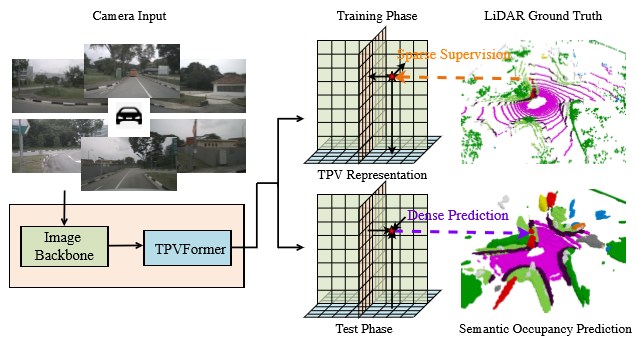 Camera Input
Training Phase
LiDAR Ground Truth
Sparse Supervision
TPV Representation
Image
Backbone
TPVFormer
Dense Prediction
Test Phase
Semantic Occupancy Prediction